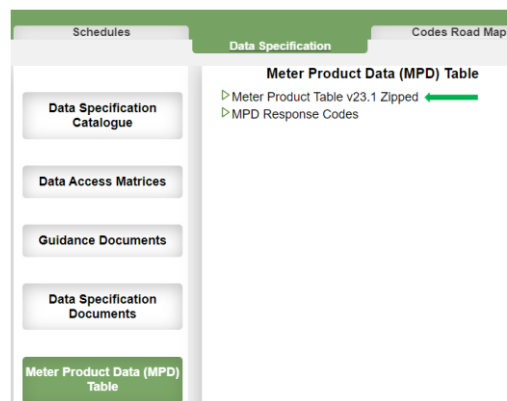 Schedules
Data Specification
Codes Road Map
Data Specification
Catalogue
Data Access Matrices
Guidance Documents
Data Specification
Documents
Meter Product Data (MPD)
Table
Meter Product Data (MPD) Table
Meter Product Table v23.1 Zipped
MPD Response Codes